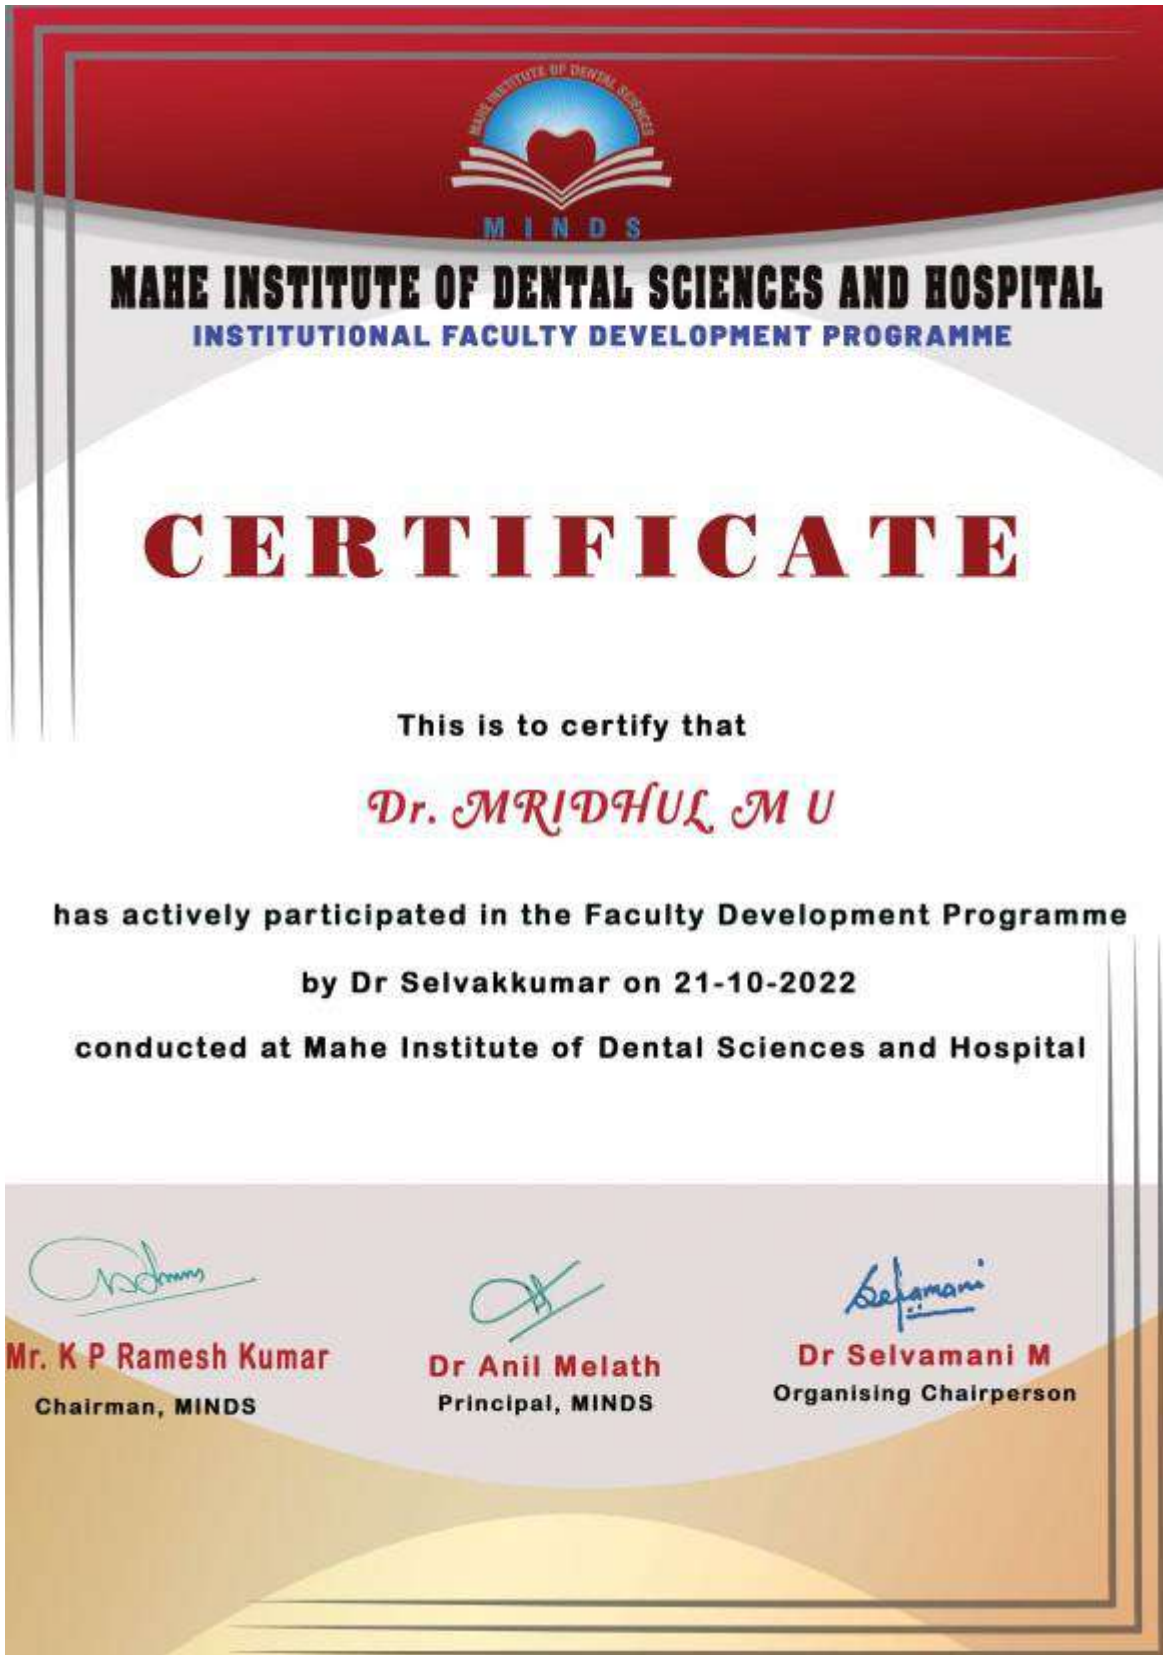 MAHE INSTITUTE OF DENTAL SCIENCES
MINDS
MAHE INSTITUTE OF DENTAL SCIENCES AND HOSPITAL
INSTITUTIONAL FACULTY DEVELOPMENT PROGRAMME
CERTIFICATE
This is to certify that
Dr. MRIDHUL M U
has actively participated in the Faculty Development Programme
by Dr Selvakkumar on 21-10-2022
conducted at Mahe Institute of Dental Sciences and Hospital
Selvamani
Mr. K P Ramesh Kumar
Dr Anil Melath
Dr Selvamani M
Chairman, MINDS
Principal, MINDS
Organising Chairperson